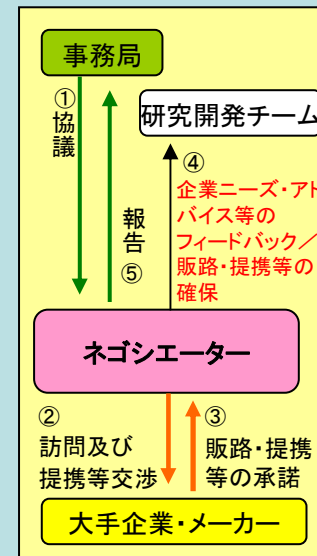 事務局
①
協
議
研究開発チーム
④
企業ニーズ・アド
バイス等の
フィードバック／
販路・提携等の
確保
報
告
⑤
ネゴシエーター
②
訪問及び
提携等交渉
③
販路・提携
等の承諾
大手企業・メーカー